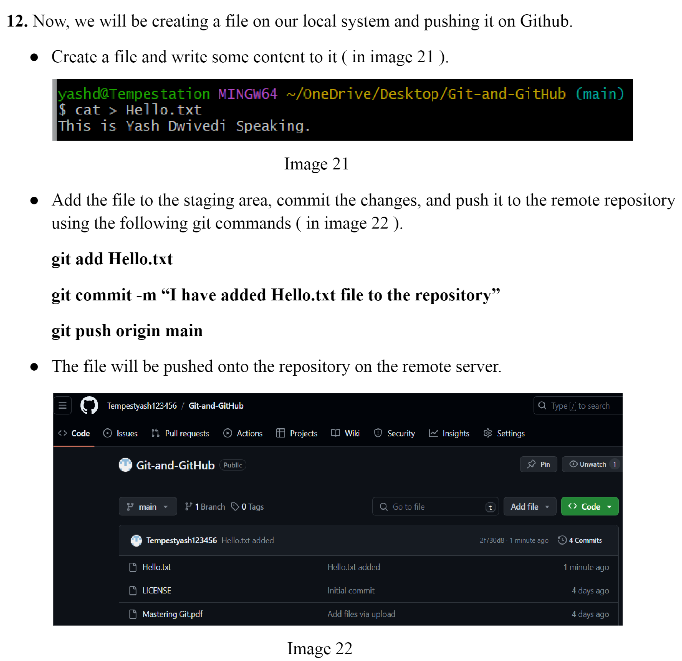 12. Now, we will be creating a file on our local system and pushing it on Github.
● Create a file and write some content to it ( in image 21 ).
yashd@Tempestation MINGW64 ~/OneDrive/Desktop/Git-and-GitHub (main)
$ cat > Hello.txt
This is Yash Dwivedi Speaking.
Image 21
● Add the file to the staging area, commit the changes, and push it to the remote repository
using the following git commands ( in image 22 ).
git add Hello.txt
git commit -m “I have added Hello.txt file to the repository”
git push origin main
● The file will be pushed onto the repository on the remote server.
Tempestyash123456 / Git-and-GitHub Type / to search
<> Code Issues Pull requests Actions Projects Wiki Security Insights Settings
Git-and-GitHub Public Pin Unwatch 1
main 1 Branch 0 Tags Go to file t Add file <> Code
Tempestyash123456 Hello.txt added 1 minute ago 4 Commits
Hello.txt Hello.txt added 1 minute ago
LICENSE Initial commit 4 days ago
Mastering Git.pdf Add files via upload 4 days ago
Image 22